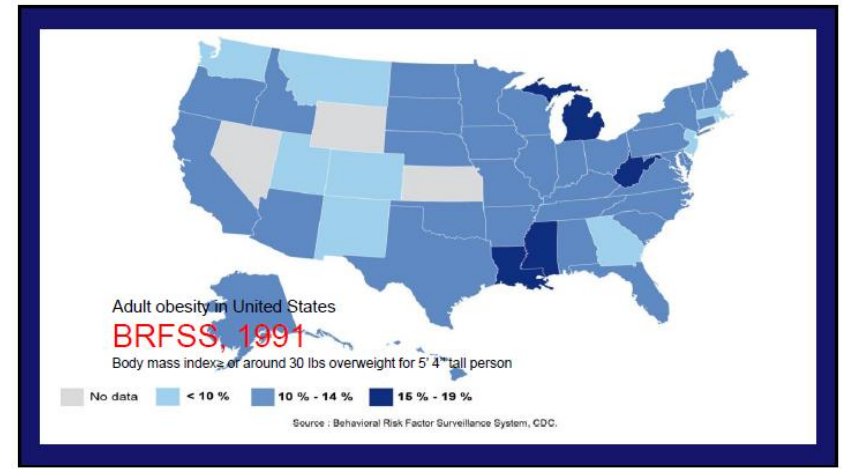 Adult obesity in United States
BRFSS, 1991
Body mass index≥ or around 30 lbs overweight for 5' 4" tall person
No data < 10 % 10 % - 14 % 15 % - 19 %
Source : Behavioral Risk Factor Surveillance System, CDC.